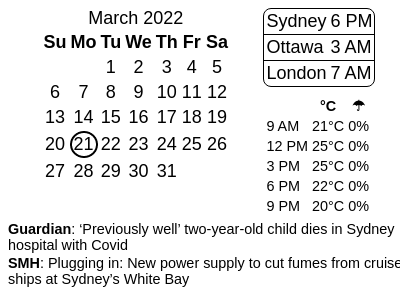 March 2022
Su Mo Tu We Th Fr Sa
1 2 3 4 5
6 7 8 9 10 11 12
13 14 15 16 17 18 19
20 21 22 23 24 25 26
27 28 29 30 31
Sydney 6 PM
Ottawa 3 AM
London 7 AM
°C ☂
9 AM 21°C 0%
12 PM 25°C 0%
3 PM 25°C 0%
6 PM 22°C 0%
9 PM 20°C 0%
Guardian: ‘Previously well’ two-year-old child dies in Sydney
hospital with Covid
SMH: Plugging in: New power supply to cut fumes from cruise
ships at Sydney’s White Bay